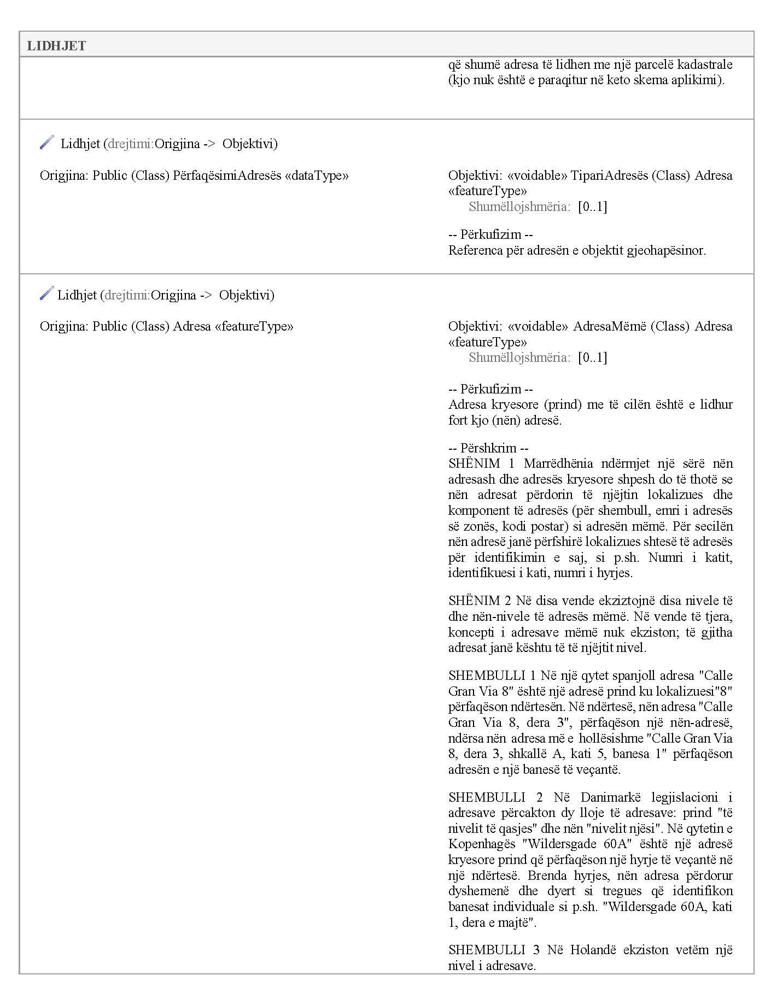 LIDHJET
që shumë adresa të lidhen me një parcelë kadastrale
(kjo nuk është e paraqitur në keto skema aplikimi).
Lidhjet (drejtimi:Origjina -> Objektivi)
Origjina: Public (Class) PërfaqësimiAdresës «dataType»
Objektivi: «voidable» TipariAdresës (Class) Adresa
«featureType»
Shumëllojshmëria: [0..1]
-- Përkufizim --
Referenca për adresën e objektit gjeohapësinor.
Lidhjet (drejtimi:Origjina -> Objektivi)
Origjina: Public (Class) Adresa «featureType»
Objektivi: «voidable» AdresaMëmë (Class) Adresa
«featureType»
Shumëllojshmëria: [0..1]
-- Përkufizim --
Adresa kryesore (prind) me të cilën është e lidhur
fort kjo (nën) adresë.
-- Përshkrim --
SHËNIM 1 Marrëdhënia ndërmjet një sërë nën
adresash dhe adresës kryesore shpesh do të thotë se
nën adresat përdorin të njëjtin lokalizues dhe
komponent të adresës (për shembull, emri i adresës
së zonës, kodi postar) si adresën mëmë. Për secilën
nën adresë janë përfshirë lokalizues shtesë të adresës
për identifikimin e saj, si p.sh. Numri i katit,
identifikuesi i kati, numri i hyrjes.
SHËNIM 2 Në disa vende ekziztojnë disa nivele të
dhe nën-nivele të adresës mëmë. Në vende të tjera,
koncepti i adresave mëmë nuk ekziston; të gjitha
adresat janë kështu të të njëjtit nivel.
SHEMBULLI 1 Në një qytet spanjoll adresa "Calle
Gran Via 8" është një adresë prind ku lokalizuesi"8"
përfaqëson ndërtesën. Në ndërtesë, nën adresa "Calle
Gran Via 8, dera 3", përfaqëson një nën-adresë,
ndërsa nën adresa më e hollësishme "Calle Gran Via
8, dera 3, shkallë A, kati 5, banesa 1" përfaqëson
adresën e një banesë të veçantë.
SHEMBULLI 2 Në Danimarkë legjislacioni i
adresave përcakton dy lloje të adresave: prind "të
nivelit të qasjes" dhe nën "nivelit njësi". Në qytetin e
Kopenhagës "Wildersgade 60A" është një adresë
kryesore prind që përfaqëson një hyrje të veçantë në
një ndërtesë. Brenda hyrjes, nën adresa përdorur
dyshemenë dhe dyert si tregues që identifikon
banesat individuale si p.sh. "Wildersgade 60A, kati
1, dera e majtë".
SHEMBULLI 3 Në Holandë ekziston vetëm një
nivel i adresave.